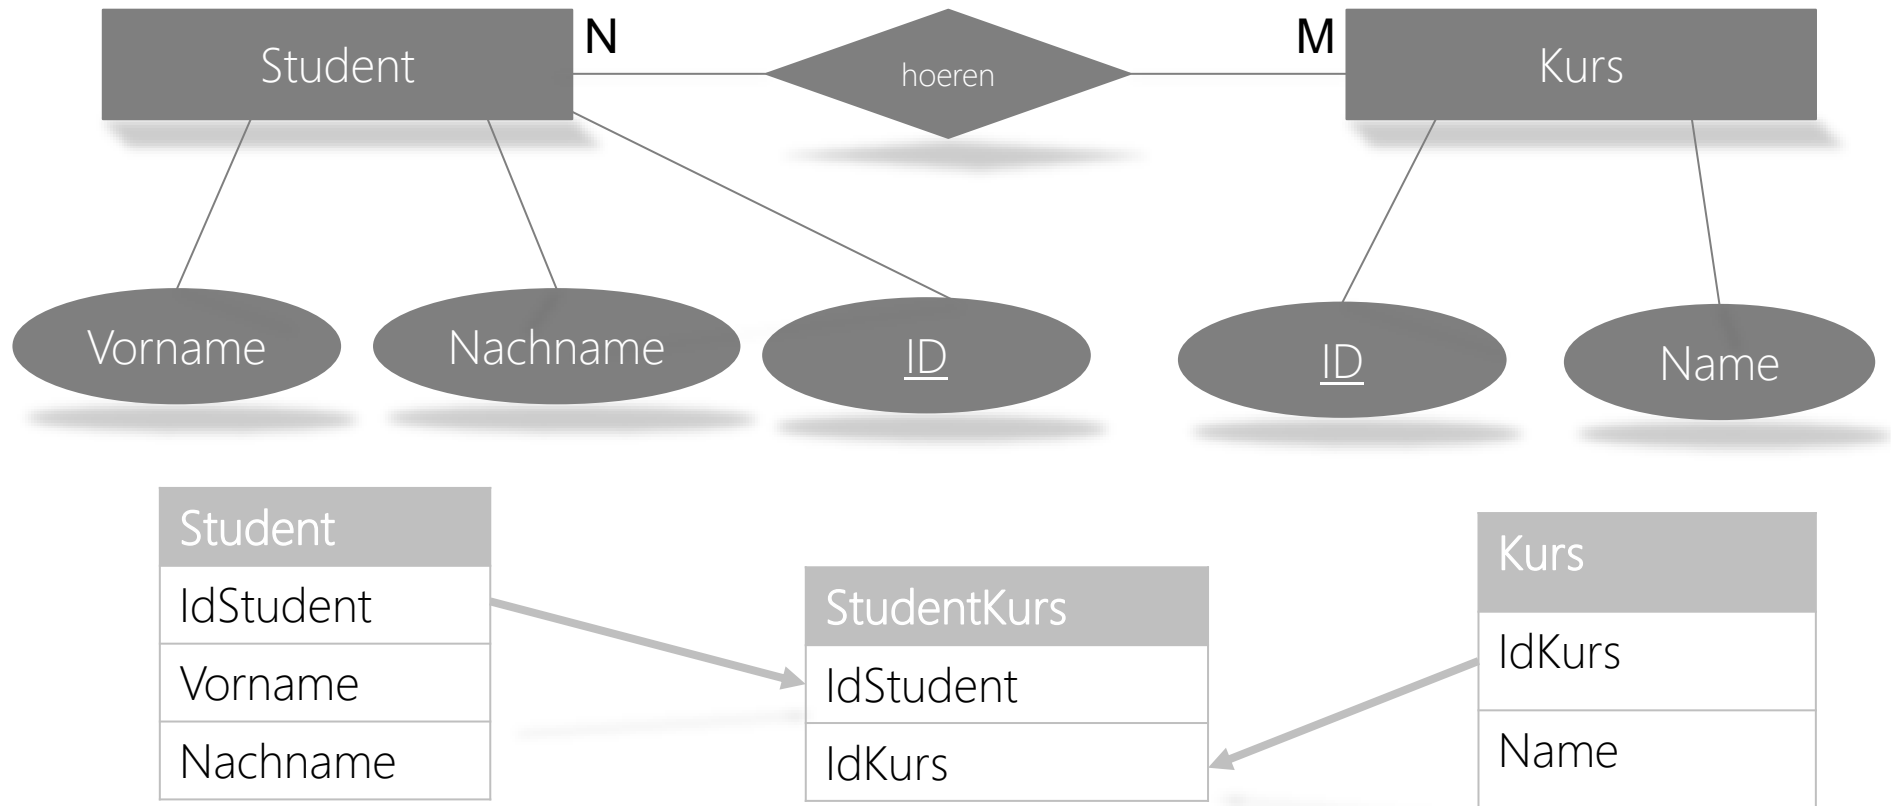 Student
N
hoeren
M
Kurs
Vorname
Nachname
ID
ID
Name
Student
IdStudent
Vorname
Nachname
StudentKurs
IdStudent
IdKurs
Kurs
IdKurs
Name